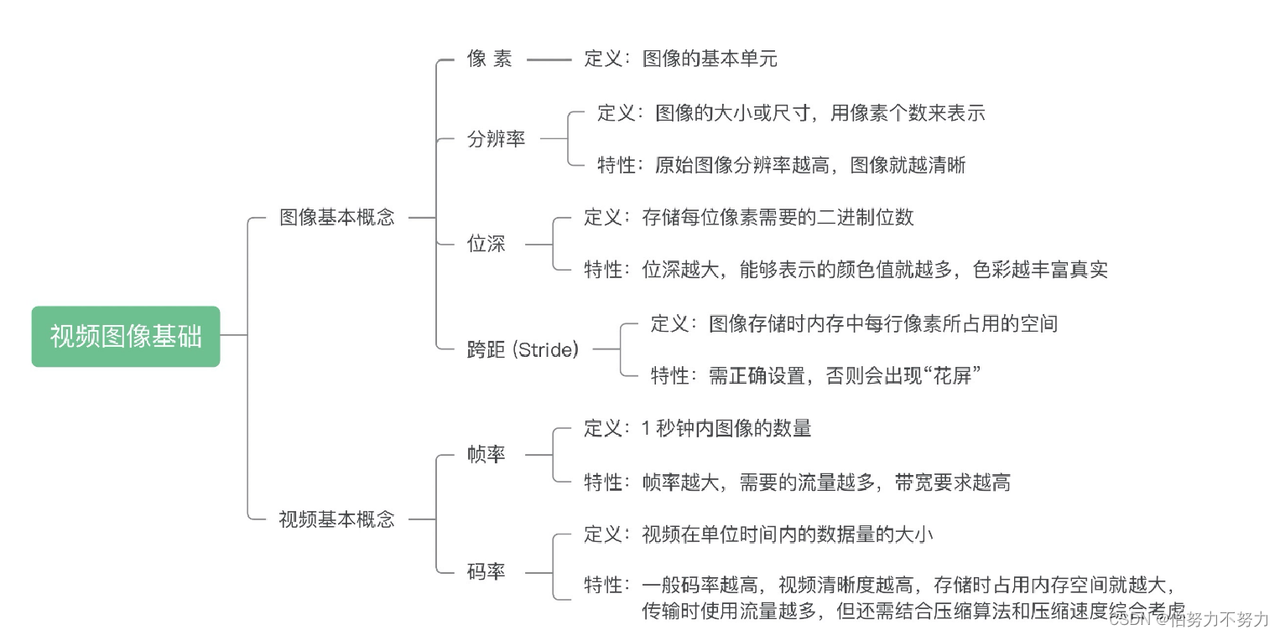 视频图像基础
图像基本概念
像 素
定义：图像的基本单元
分辨率
定义：图像的大小或尺寸，用像素个数来表示
特性：原始图像分辨率越高，图像就越清晰
位深
定义：存储每位像素需要的二进制位数
特性：位深越大，能够表示的颜色值就越多，色彩越丰富真实
跨距 (Stride)
定义：图像存储时内存中每行像素所占用的空间
特性：需正确设置，否则会出现“花屏”
视频基本概念
帧率
定义：1 秒钟内图像的数量
特性：帧率越大，需要的流量越多，带宽要求越高
码率
定义：视频在单位时间内的数据量的大小
特性：一般码率越高，视频清晰度越高，存储时占用内存空间就越大，
传输时使用流量越多，但还需结合压缩算法和压缩速度综合考虑
CSDN @怕努力不努力